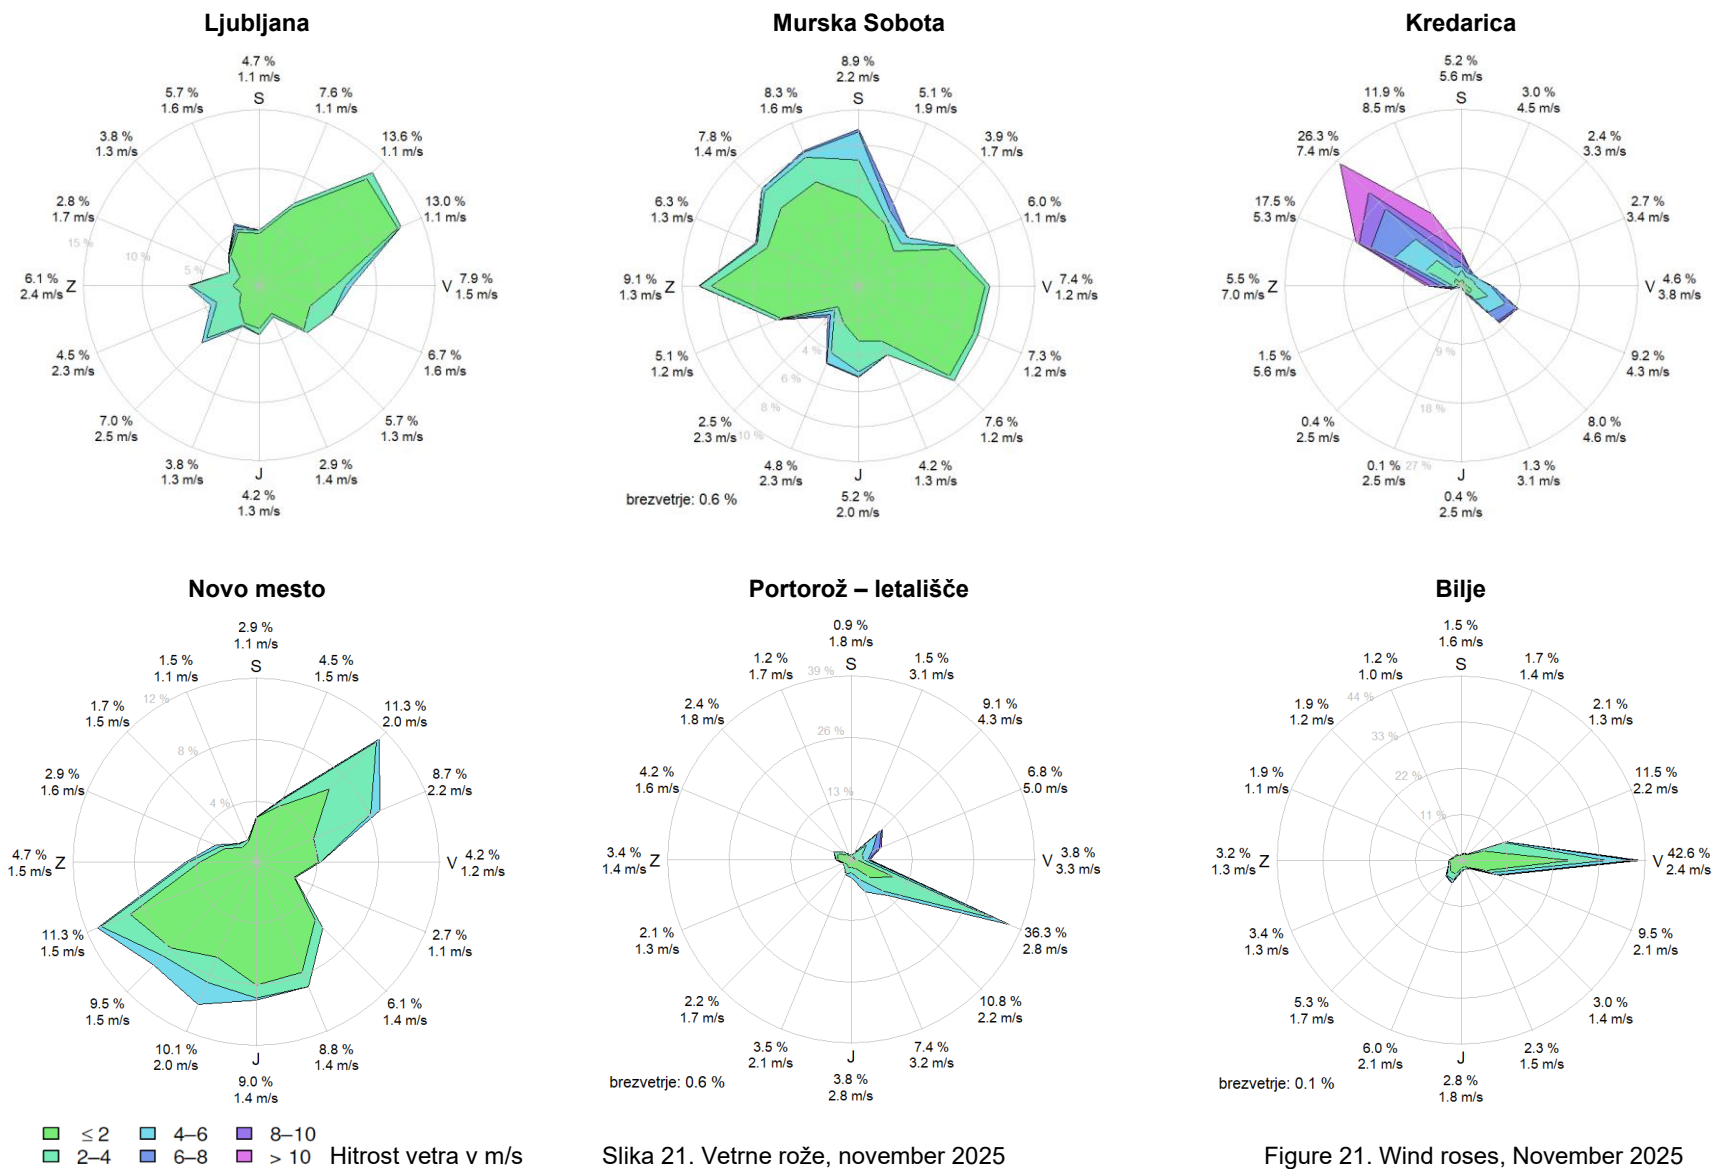 Ljubljana
4.7 %
1.1 m/s
S
7.6 %
1.1 m/s
13.6 %
1.1 m/s
13.0 %
1.1 m/s
V 7.9 %
1.5 m/s
6.7 %
1.6 m/s
5.7 %
1.3 m/s
2.9 %
1.4 m/s
J
4.2 %
1.3 m/s
3.8 %
1.3 m/s
7.0 %
2.5 m/s
4.5 %
2.3 m/s
6.1 %
2.4 m/s Z
2.8 %
1.7 m/s
3.8 %
1.3 m/s
5.7 %
1.6 m/s
15 %
10 %
5 %
Murska Sobota
8.9 %
2.2 m/s
S
5.1 %
1.9 m/s
3.9 %
1.7 m/s
6.0 %
1.1 m/s
V 7.4 %
1.2 m/s
7.3 %
1.2 m/s
7.6 %
1.2 m/s
4.2 %
1.3 m/s
J
5.2 %
2.0 m/s
4.8 %
2.3 m/s
2.5 %
2.3 m/s
5.1 %
1.2 m/s
9.1 %
1.3 m/s Z
6.3 %
1.3 m/s
7.8 %
1.4 m/s
8.3 %
1.6 m/s
4 %
6 %
8 %
10 %
brezvetrje: 0.6 %
Kredarica
5.2 %
5.6 m/s
S
3.0 %
4.5 m/s
2.4 %
3.3 m/s
2.7 %
3.4 m/s
V 4.6 %
3.8 m/s
9.2 %
4.3 m/s
8.0 %
4.6 m/s
1.3 %
3.1 m/s
J
0.4 %
2.5 m/s
0.1 %
2.5 m/s
0.4 %
2.5 m/s
1.5 %
5.6 m/s
5.5 %
7.0 m/s Z
17.5 %
5.3 m/s
26.3 %
7.4 m/s
11.9 %
8.5 m/s
9 %
18 %
27 %
Novo mesto
2.9 %
1.1 m/s
S
4.5 %
1.5 m/s
11.3 %
2.0 m/s
8.7 %
2.2 m/s
V 4.2 %
1.2 m/s
2.7 %
1.1 m/s
6.1 %
1.4 m/s
8.8 %
1.4 m/s
J
9.0 %
1.4 m/s
10.1 %
2.0 m/s
9.5 %
1.5 m/s
11.3 %
1.5 m/s
4.7 %
1.5 m/s Z
2.9 %
1.6 m/s
1.7 %
1.5 m/s
1.5 %
1.1 m/s
12 %
8 %
4 %
Portorož – letališče
0.9 %
1.8 m/s
S
1.5 %
3.1 m/s
9.1 %
4.3 m/s
6.8 %
5.0 m/s
V 3.8 %
3.3 m/s
36.3 %
2.8 m/s
10.8 %
2.2 m/s
7.4 %
3.2 m/s
J
3.8 %
2.8 m/s
3.5 %
2.1 m/s
2.2 %
1.7 m/s
2.1 %
1.3 m/s
3.4 %
1.4 m/s Z
4.2 %
1.6 m/s
2.4 %
1.8 m/s
1.2 %
1.7 m/s
39 %
26 %
13 %
brezvetrje: 0.6 %
Bilje
1.5 %
1.6 m/s
S
1.7 %
1.4 m/s
2.1 %
1.3 m/s
11.5 %
2.2 m/s
V 42.6 %
2.4 m/s
9.5 %
2.1 m/s
3.0 %
1.4 m/s
2.3 %
1.5 m/s
J
2.8 %
1.8 m/s
6.0 %
2.1 m/s
5.3 %
1.7 m/s
3.4 %
1.3 m/s
3.2 %
1.3 m/s Z
1.9 %
1.1 m/s
1.9 %
1.2 m/s
1.2 %
1.0 m/s
44 %
33 %
22 %
11 %
brezvetrje: 0.1 %
≤ 2 4–6 8–10
2–4 6–8 > 10 Hitrost vetra v m/s
Slika 21. Vetrne rože, november 2025
Figure 21. Wind roses, November 2025